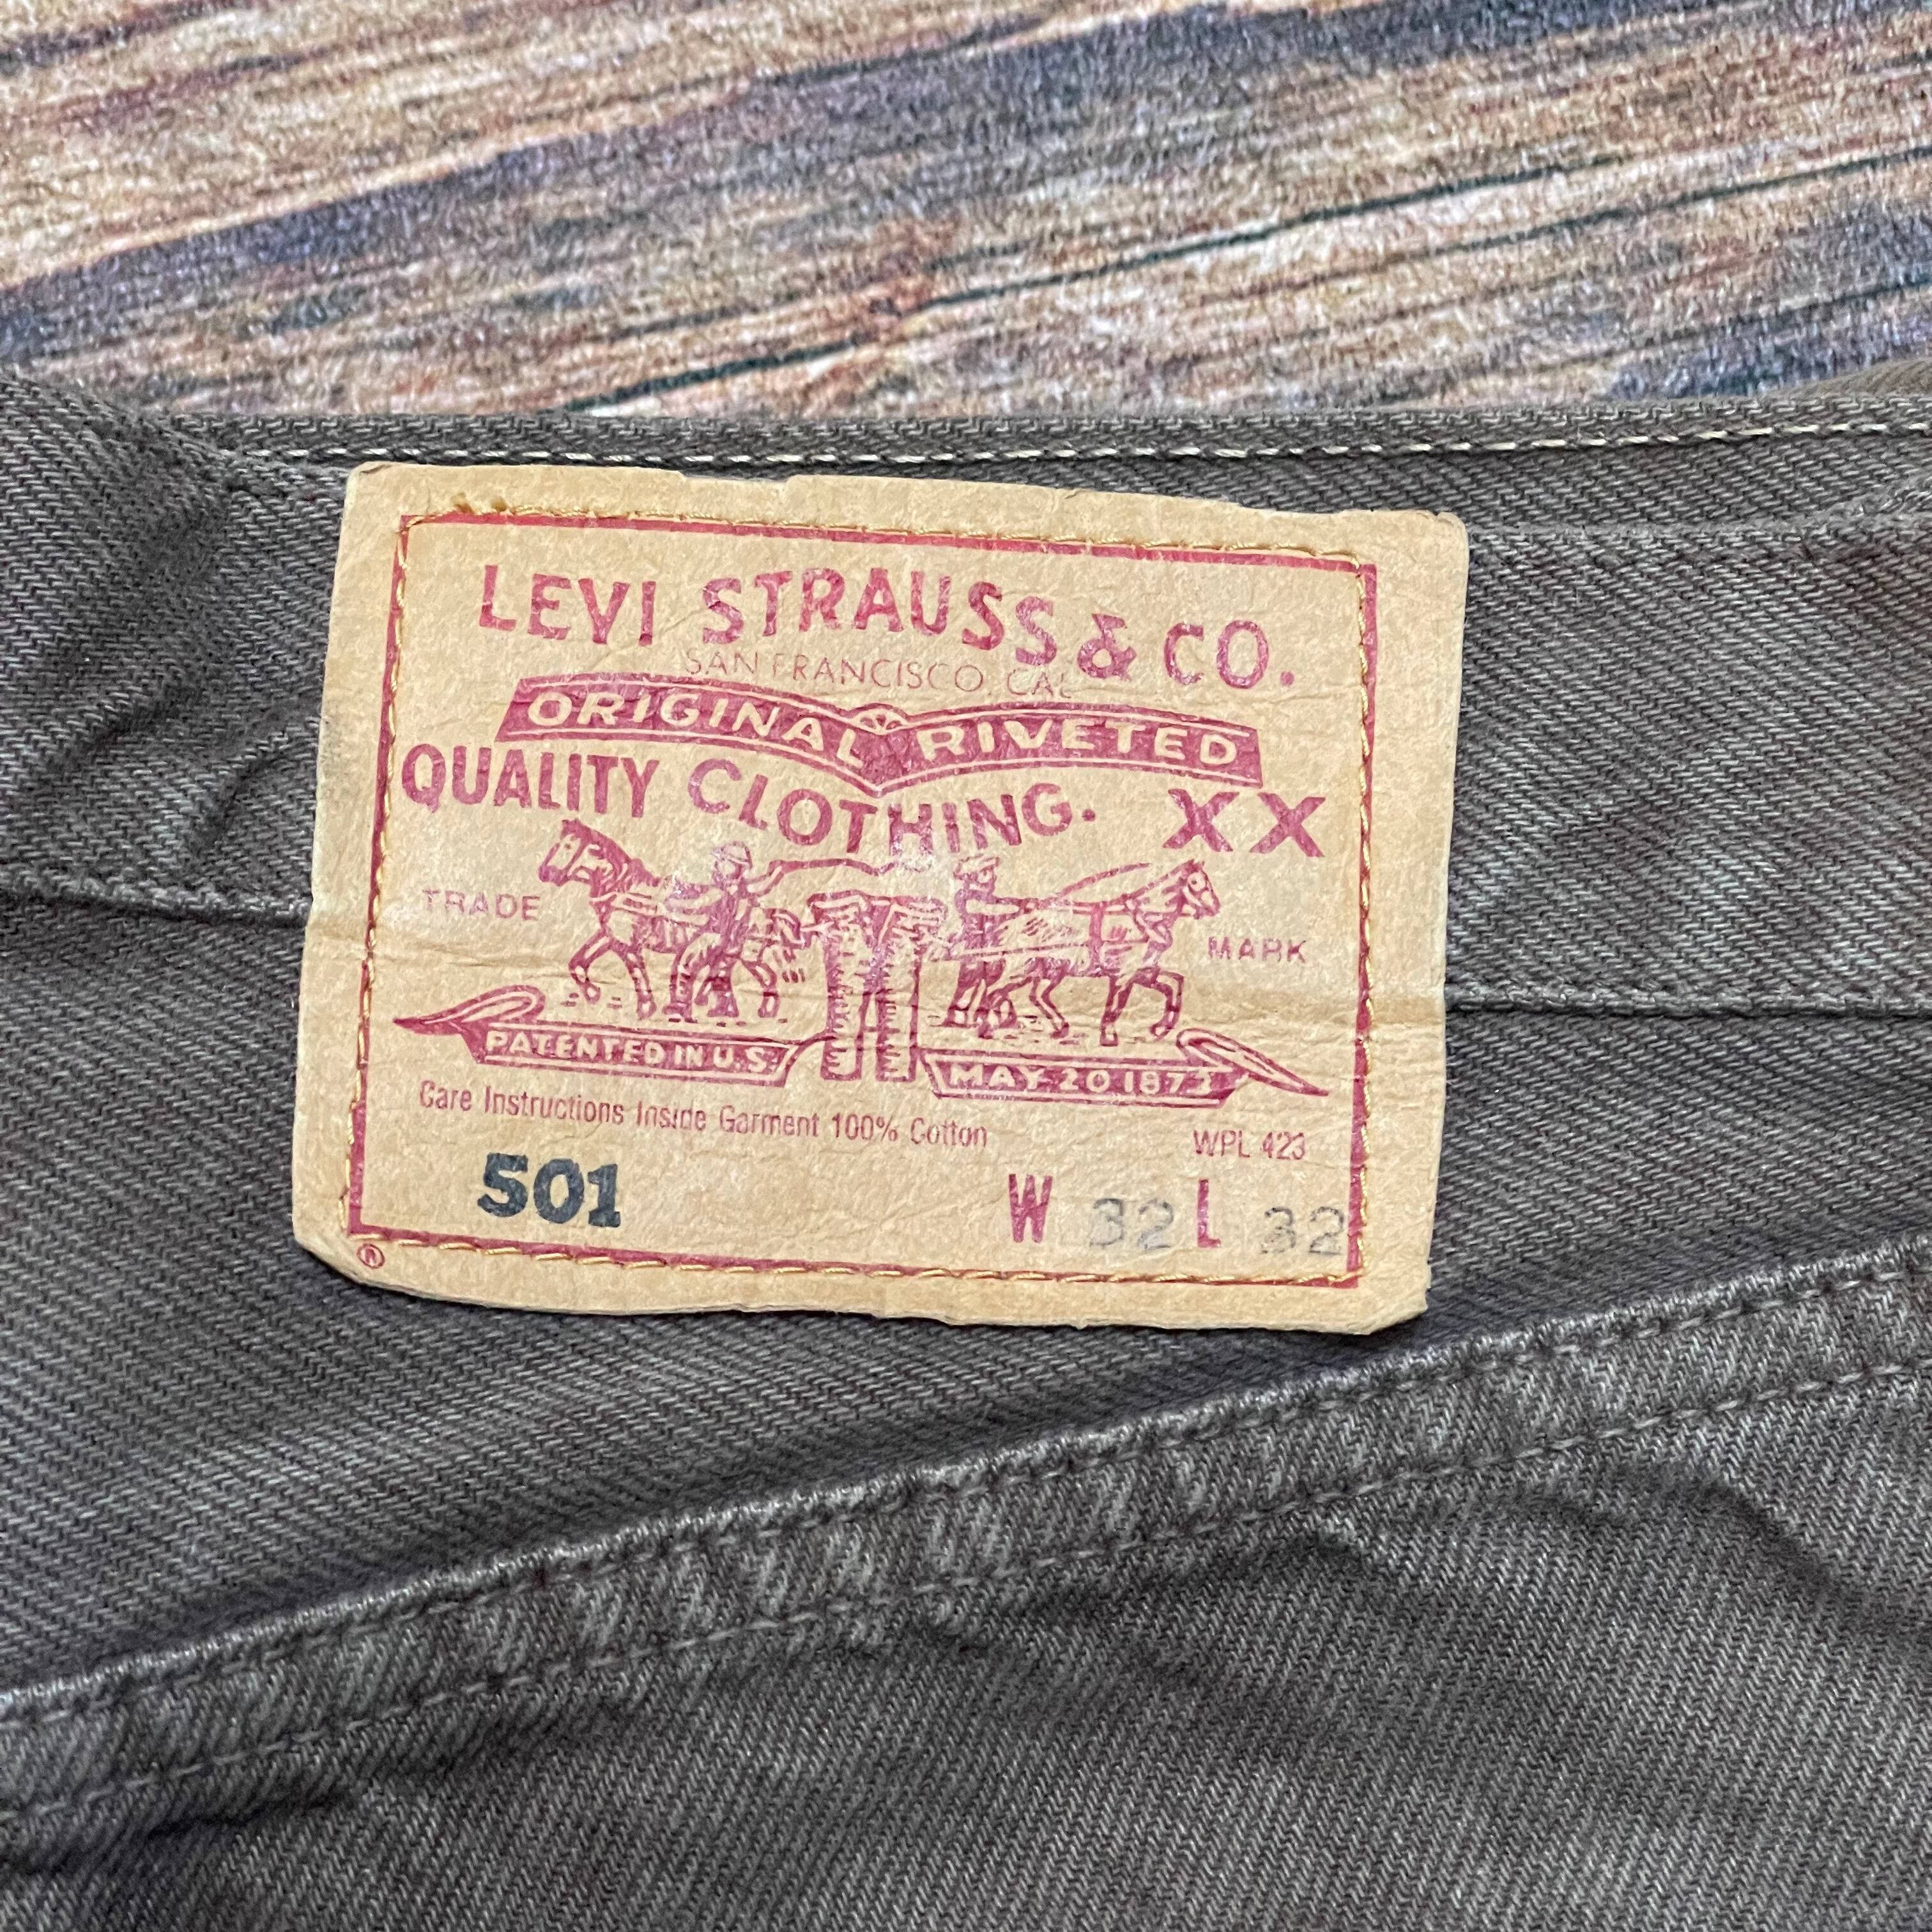 LEVI STRAUSS & CO.
SAN FRANCISCO, CAL
ORIGINAL RIVETED
QUALITY CLOTHING. XX
TRADE MARK
PATENTED IN U.S. MAY 20 1873
Care Instructions Inside Garment 100% Cotton WPL 423
501 W 32 L 32
®